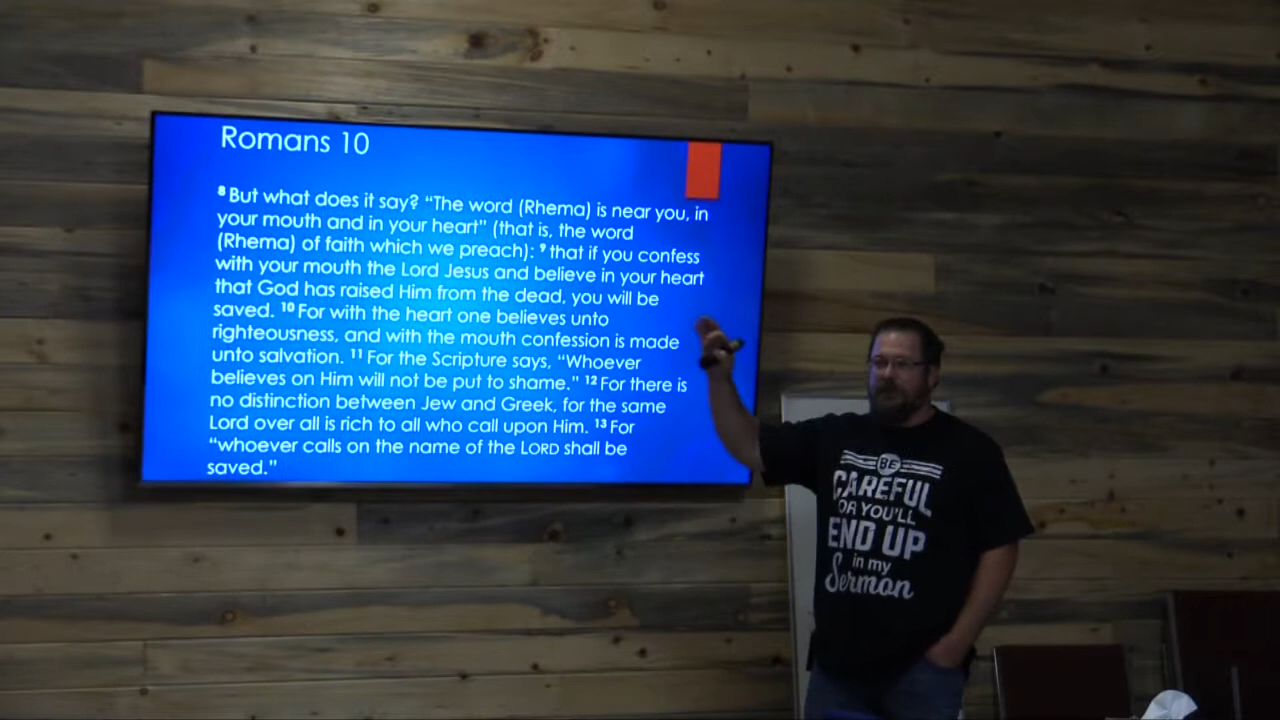 Romans 10
⁸ But what does it say? “The word (Rhema) is near you, in
your mouth and in your heart” (that is, the word
(Rhema) of faith which we preach): ⁹ that if you confess
with your mouth the Lord Jesus and believe in your heart
that God has raised Him from the dead, you will be
saved. ¹⁰ For with the heart one believes unto
righteousness, and with the mouth confession is made
unto salvation. ¹¹ For the Scripture says, “Whoever
believes on Him will not be put to shame.” ¹² For there is
no distinction between Jew and Greek, for the same
Lord over all is rich to all who call upon Him. ¹³ For
“whoever calls on the name of the LORD shall be
saved.”
BE
CAREFUL
OR YOU'LL
END UP
in my
Sermon